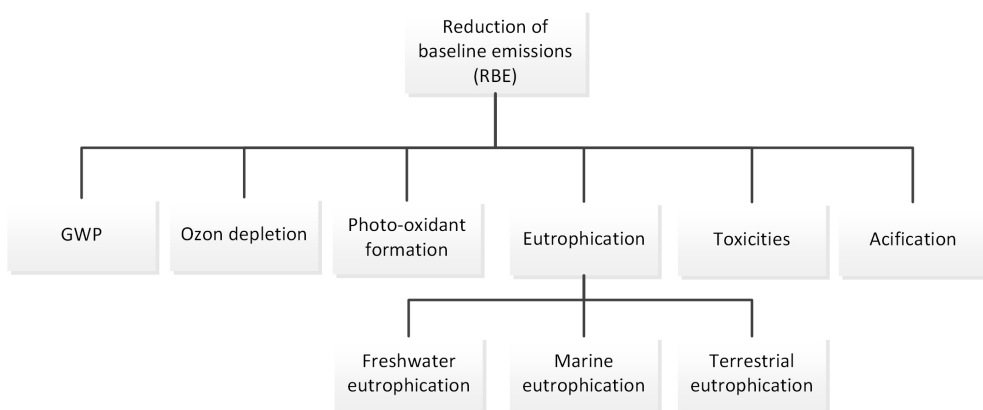 Reduction of
baseline emissions
(RBE)
GWP
Ozon depletion
Photo-oxidant
formation
Eutrophication
Toxicities
Acification
Freshwater
eutrophication
Marine
eutrophication
Terrestrial
eutrophication